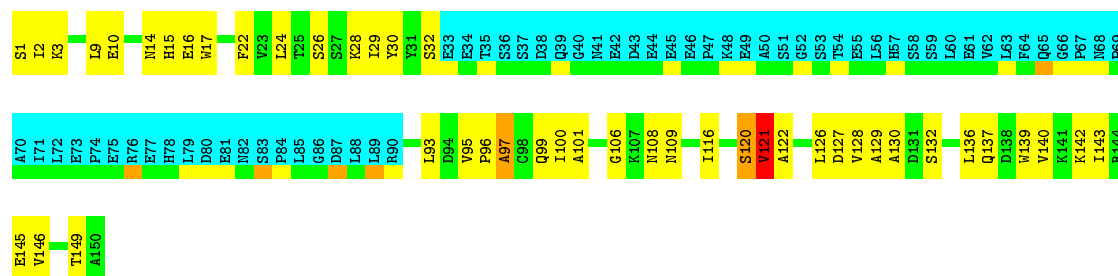 S1 I2 K3 L9 E10 N14 H15 E16 W17 F22 V23 L24 T25 S26 S27 K28 I29 Y30 Y31 S32 E33 E34 T35 S36 S37 D38 Q39 G40 N41 E42 D43 E44 E45 E46 P47 K48 E49 A50 S51 G52 S53 T54 E55 L56 H57 S58 S59 L60 E61 V62 L63 F64 Q65 G66 P67 N68
A70 I71 L72 E73 P74 E75 R76 E77 H78 L79 D80 E81 N82 S83 P84 L85 G86 D87 L88 L89 R90 L93 D94 V95 P96 A97 C98 Q99 I100 A101 G106 K107 N108 N109 I116 S120 V121 A122 L126 D127 V128 A129 A130 D131 S132 L136 Q137 D138 W139 V140 K141 K142 I143
E145 V146 T149 A150